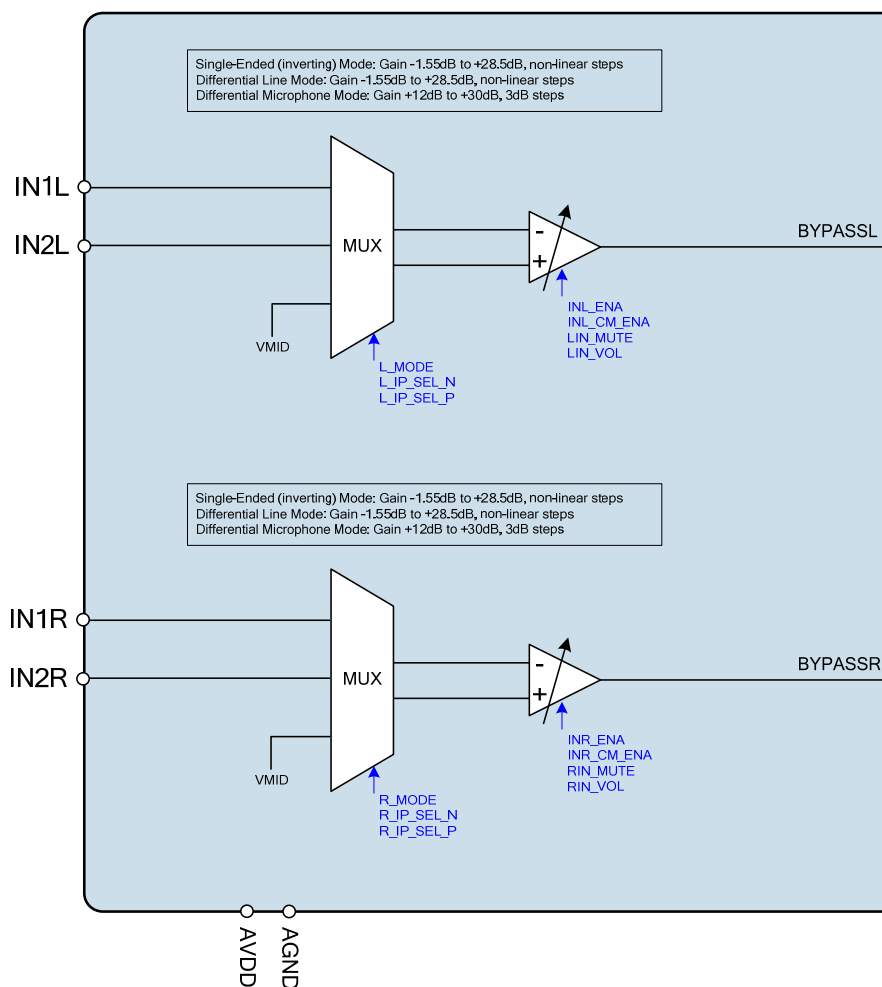 Single-Ended (inverting) Mode: Gain -1.55dB to +28.5dB, non-linear steps
Differential Line Mode: Gain -1.55dB to +28.5dB, non-linear steps
Differential Microphone Mode: Gain +12dB to +30dB, 3dB steps
IN1L
IN2L
MUX
-
+
BYPASSL
VMID
INL_ENA
INL_CM_ENA
LIN_MUTE
LIN_VOL
L_MODE
L_IP_SEL_N
L_IP_SEL_P
Single-Ended (inverting) Mode: Gain -1.55dB to +28.5dB, non-linear steps
Differential Line Mode: Gain -1.55dB to +28.5dB, non-linear steps
Differential Microphone Mode: Gain +12dB to +30dB, 3dB steps
IN1R
IN2R
MUX
-
+
BYPASSR
VMID
INR_ENA
INR_CM_ENA
RIN_MUTE
RIN_VOL
R_MODE
R_IP_SEL_N
R_IP_SEL_P
AVDD
AGND